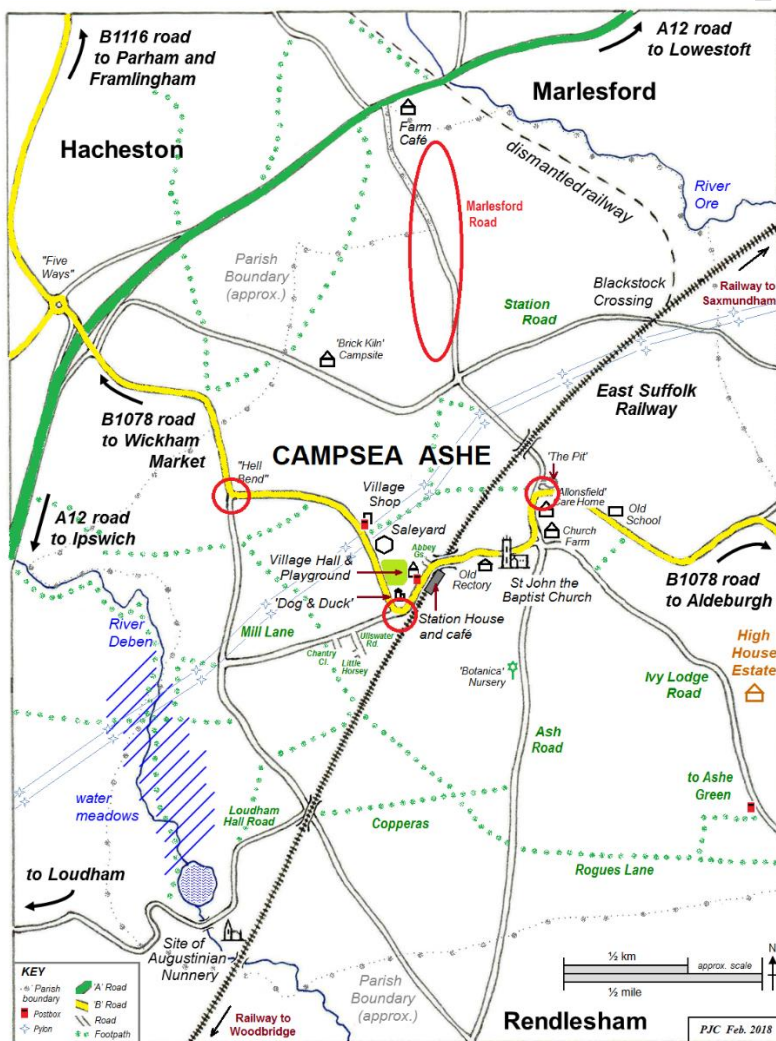 B1116 road
to Parham and
Framlingham
A12 road
to Lowestoft
Marlesford
Hacheston
Farm
Café
dismantled railway
River
Ore
Marlesford
Road
"Five
Ways"
Parish
Boundary
(approx.)
Blackstock
Crossing
Railway to
Saxmundham
Station
Road
'Brick Kiln'
Campsite
East Suffolk
Railway
B1078 road
to Wickham
Market
CAMPSEA ASHE
"Hell
Bend"
'The Pit'
Village
Shop
'Allonsfield'
Care Home
Old
School
Saleyard
Church
Farm
A12 road
to Ipswich
Village Hall &
Playground
Abbey
Gs.
Old
Rectory
St John the
Baptist Church
B1078 road
to Aldeburgh
'Dog & Duck'
Station House
and café
River
Deben
Mill Lane
Ullswater
Rd.
Chantry
Cl.
Little
Horsey
'Botanica'
Nursery
High
House
Estate
Ivy Lodge
Road
Ash
Road
water
meadows
Loudham
Hall Road
Copperas
to Ashe
Green
Rogues Lane
to Loudham
Site of
Augustinian
Nunnery
Parish
Boundary
(approx.)
½ km
approx. scale
N
½ mile
KEY
Parish
boundary
Postbox
Pylon
'A' Road
'B' Road
Road
Footpath
Railway to
Woodbridge
Rendlesham
PJC Feb. 2018